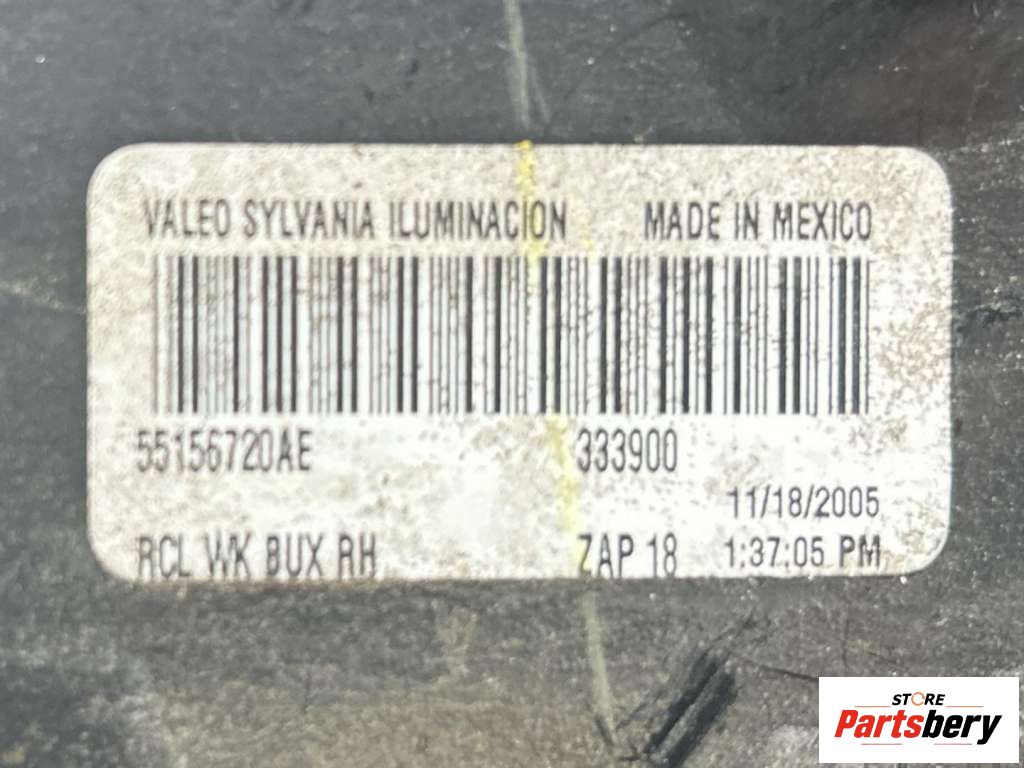 VALEO SYLVANIA ILUMINACION MADE IN MEXICO
55156720AE 333900
11/18/2005
RCL WK BUX RH ZAP 18 1:37:05 PM
STORE
Partsbery